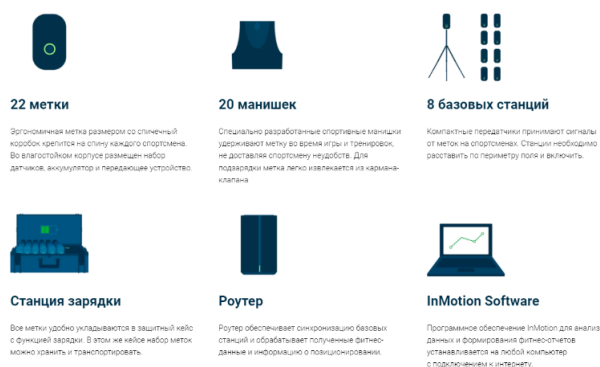 22 метки
Эргономичная метка размером со спичечный
коробок крепится на спину каждого спортсмена.
Во влагостойком корпусе размещен набор
датчиков, аккумулятор и передающее устройство.
20 манишек
Специально разработанные спортивные манишки
удерживают метку во время игры и тренировок,
не доставляя спортсмену неудобств. Для
подзарядки метка легко извлекается из кармана-
клапана
8 базовых станций
Компактные передатчики принимают сигналы
от меток на спортсменах. Станции необходимо
расставить по периметру поля и включить.
Станция зарядки
Все метки удобно укладываются в защитный кейс
с функцией зарядки. В этом же кейсе набор меток
можно хранить и транспортировать.
Роутер
Роутер обеспечивает синхронизацию базовых
станций и обрабатывает полученные фитнес-
данные и информацию о позиционировании.
InMotion Software
Программное обеспечение InMotion для анализа
данных и формирования фитнес-отчетов
устанавливается на любой компьютер
с подключением к интернету.